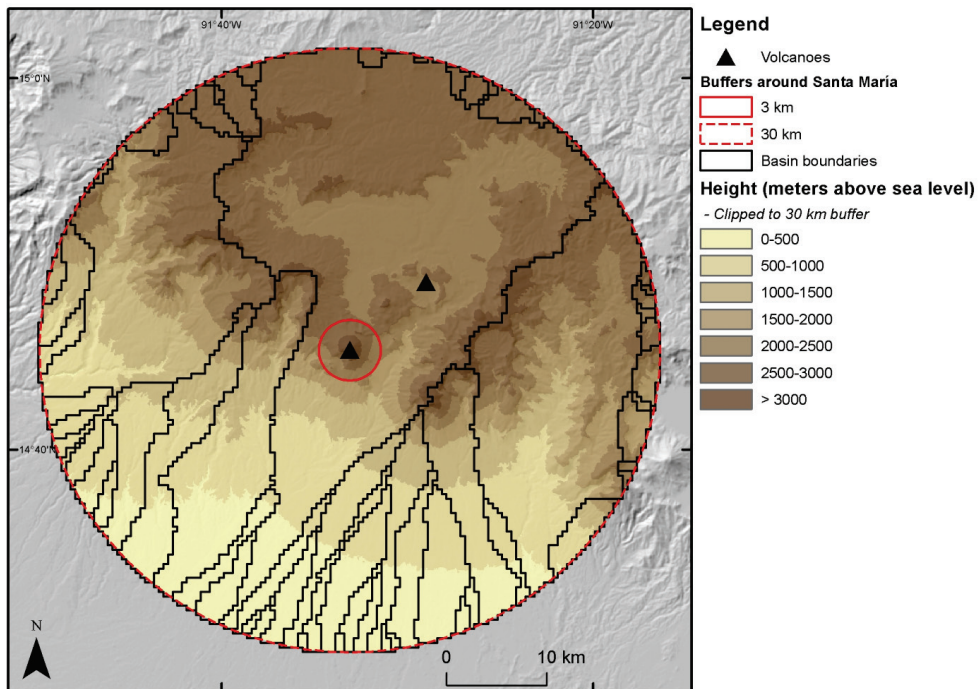 91°40'W
91°20'W
15°0'N
14°40'N
N
0
10 km
Legend
Volcanoes
Buffers around Santa María
3 km
30 km
Basin boundaries
Height (meters above sea level)
- Clipped to 30 km buffer
0-500
500-1000
1000-1500
1500-2000
2000-2500
2500-3000
> 3000